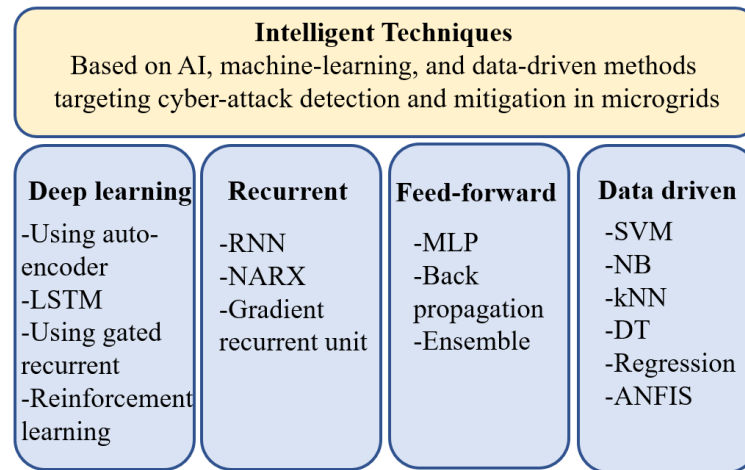 Intelligent Techniques
Based on AI, machine-learning, and data-driven methods
targeting cyber-attack detection and mitigation in microgrids
Deep learning
-Using auto-
encoder
-LSTM
-Using gated
recurrent
-Reinforcement
learning
Recurrent
-RNN
-NARX
-Gradient
recurrent unit
Feed-forward
-MLP
-Back
propagation
-Ensemble
Data driven
-SVM
-NB
-kNN
-DT
-Regression
-ANFIS